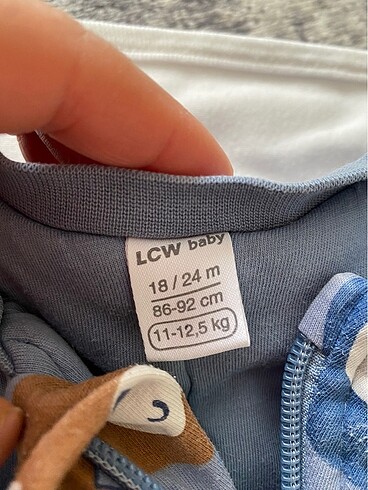 LCW baby
18 / 24 m
86-92 cm
11-12,5 kg